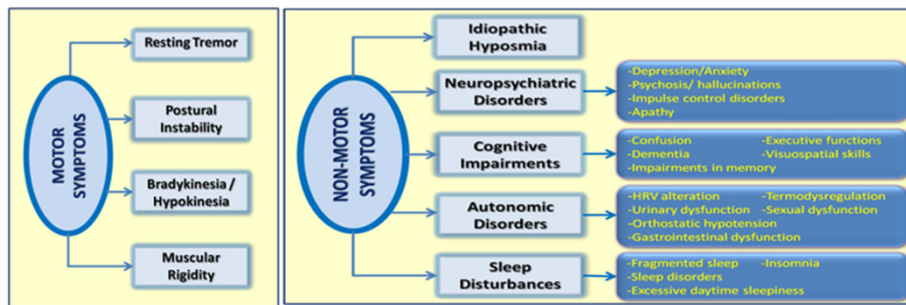 MOTOR
SYMPTOMS
Resting Tremor
Postural
Instability
Bradykinesia /
Hypokinesia
Muscular
Rigidity
NON-MOTOR
SYMPTOMS
Idiopathic
Hyposmia
Neuropsychiatric
Disorders
-Depression/Anxiety
-Psychosis/ hallucinations
-Impulse control disorders
-Apathy
Cognitive
Impairments
-Confusion -Executive functions
-Dementia -Visuospatial skills
-Impairments in memory
Autonomic
Disorders
-HRV alteration -Termodysregulation
-Urinary dysfunction -Sexual dysfunction
-Orthostatic hypotension
-Gastrointestinal dysfunction
Sleep
Disturbances
-Fragmented sleep -Insomnia
-Sleep disorders
-Excessive daytime sleepiness